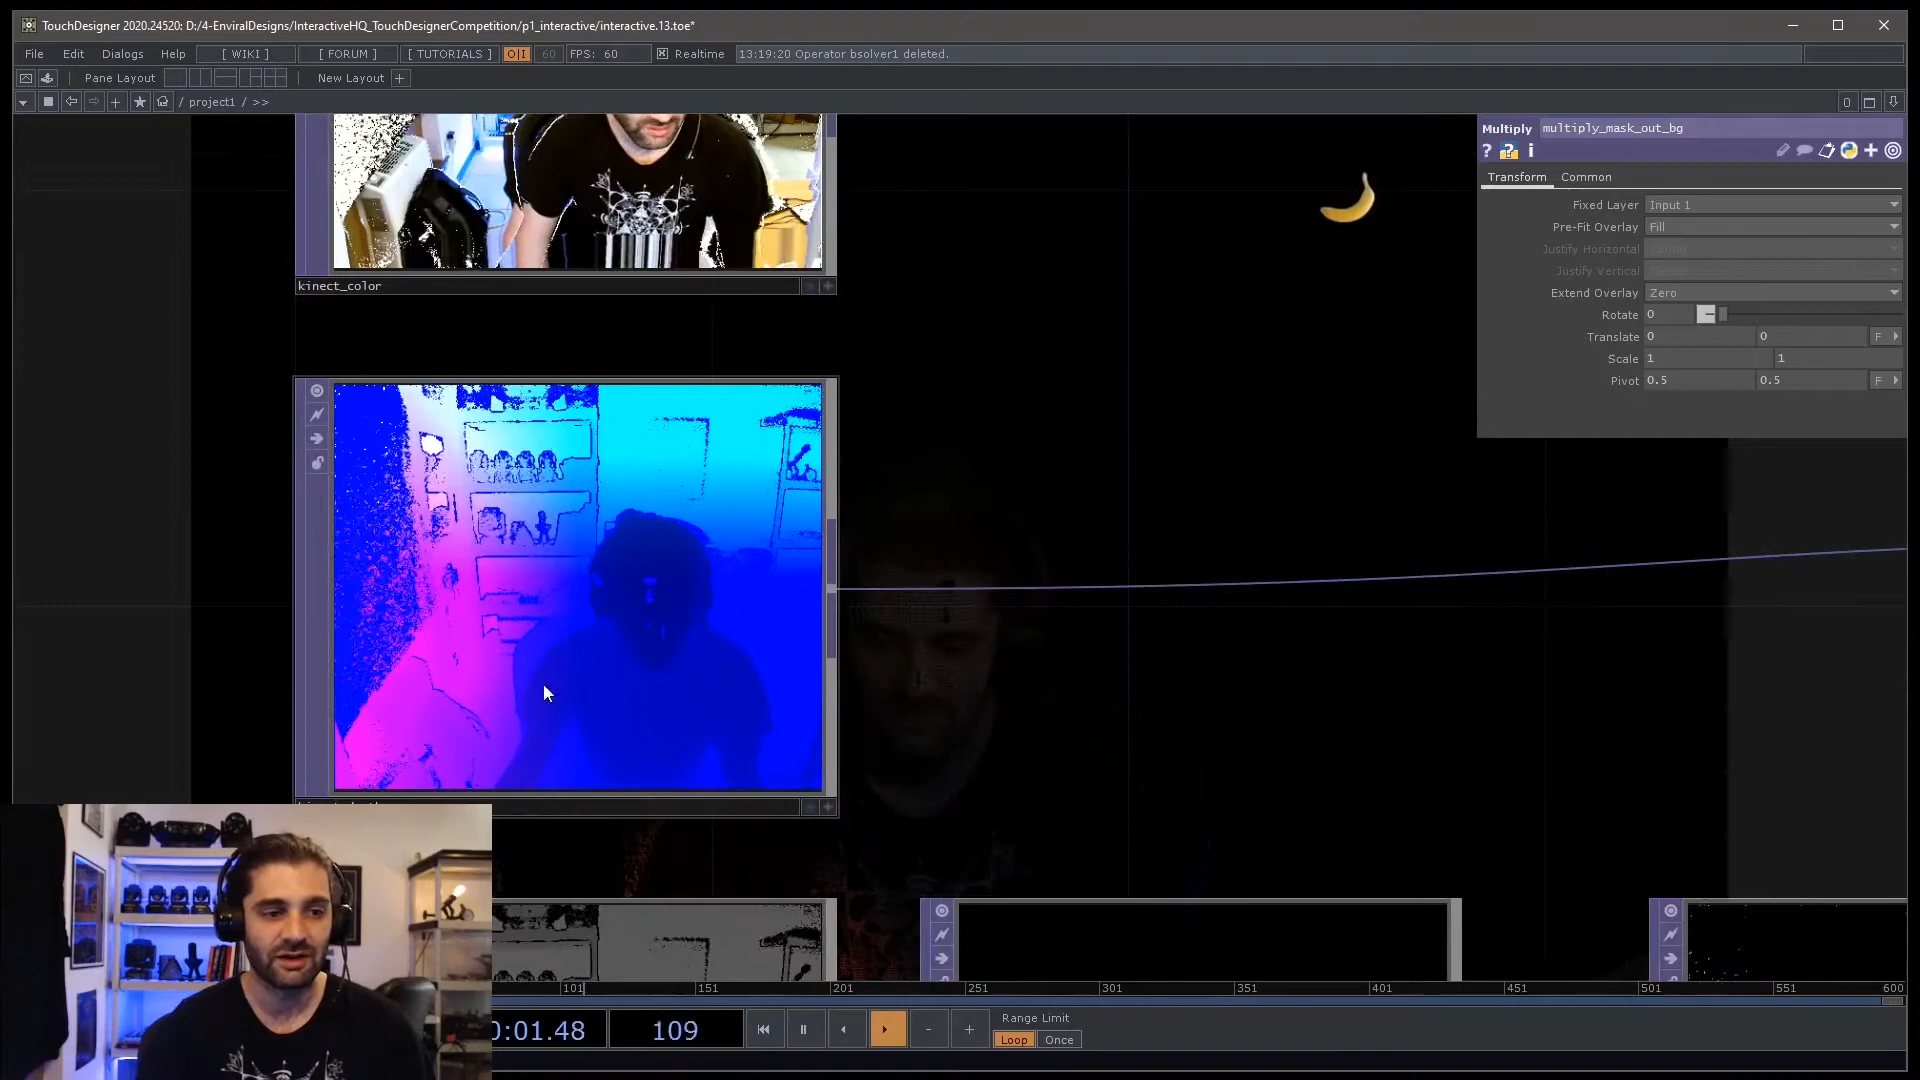 TouchDesigner 2020.24520: D:/4-EnviralDesigns/InteractiveHQ_TouchDesignerCompetition/p1_interactive/interactive.13.toe*
File Edit Dialogs Help [ WIKI ] [ FORUM ] [ TUTORIALS ] O|I 60 FPS: 60 Realtime 13:19:20 Operator bsolver1 deleted.
Pane Layout New Layout +
/ project1 / >> 0
Multiply multiply_mask_out_bg
? ? i
Transform Common
Fixed Layer Input 1
Pre-Fit Overlay Fill
Justify Horizontal
Justify Vertical
Extend Overlay Zero
Rotate 0
Translate 0 0 F
Scale 1 1
Pivot 0.5 0.5 F
kinect_color
101 151 201 251 301 351 401 451 501 551 600
0:01.48 109 - + Range Limit
Loop Once